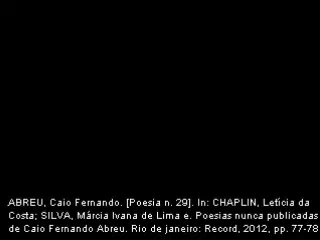 ABREU, Caio Fernando. [Poesia n. 29]. In: CHAPLIN, Letícia da
Costa; SILVA, Márcia Ivana de Lima e. Poesias nunca publicadas
de Caio Fernando Abreu. Rio de janeiro: Record, 2012, pp. 77-78